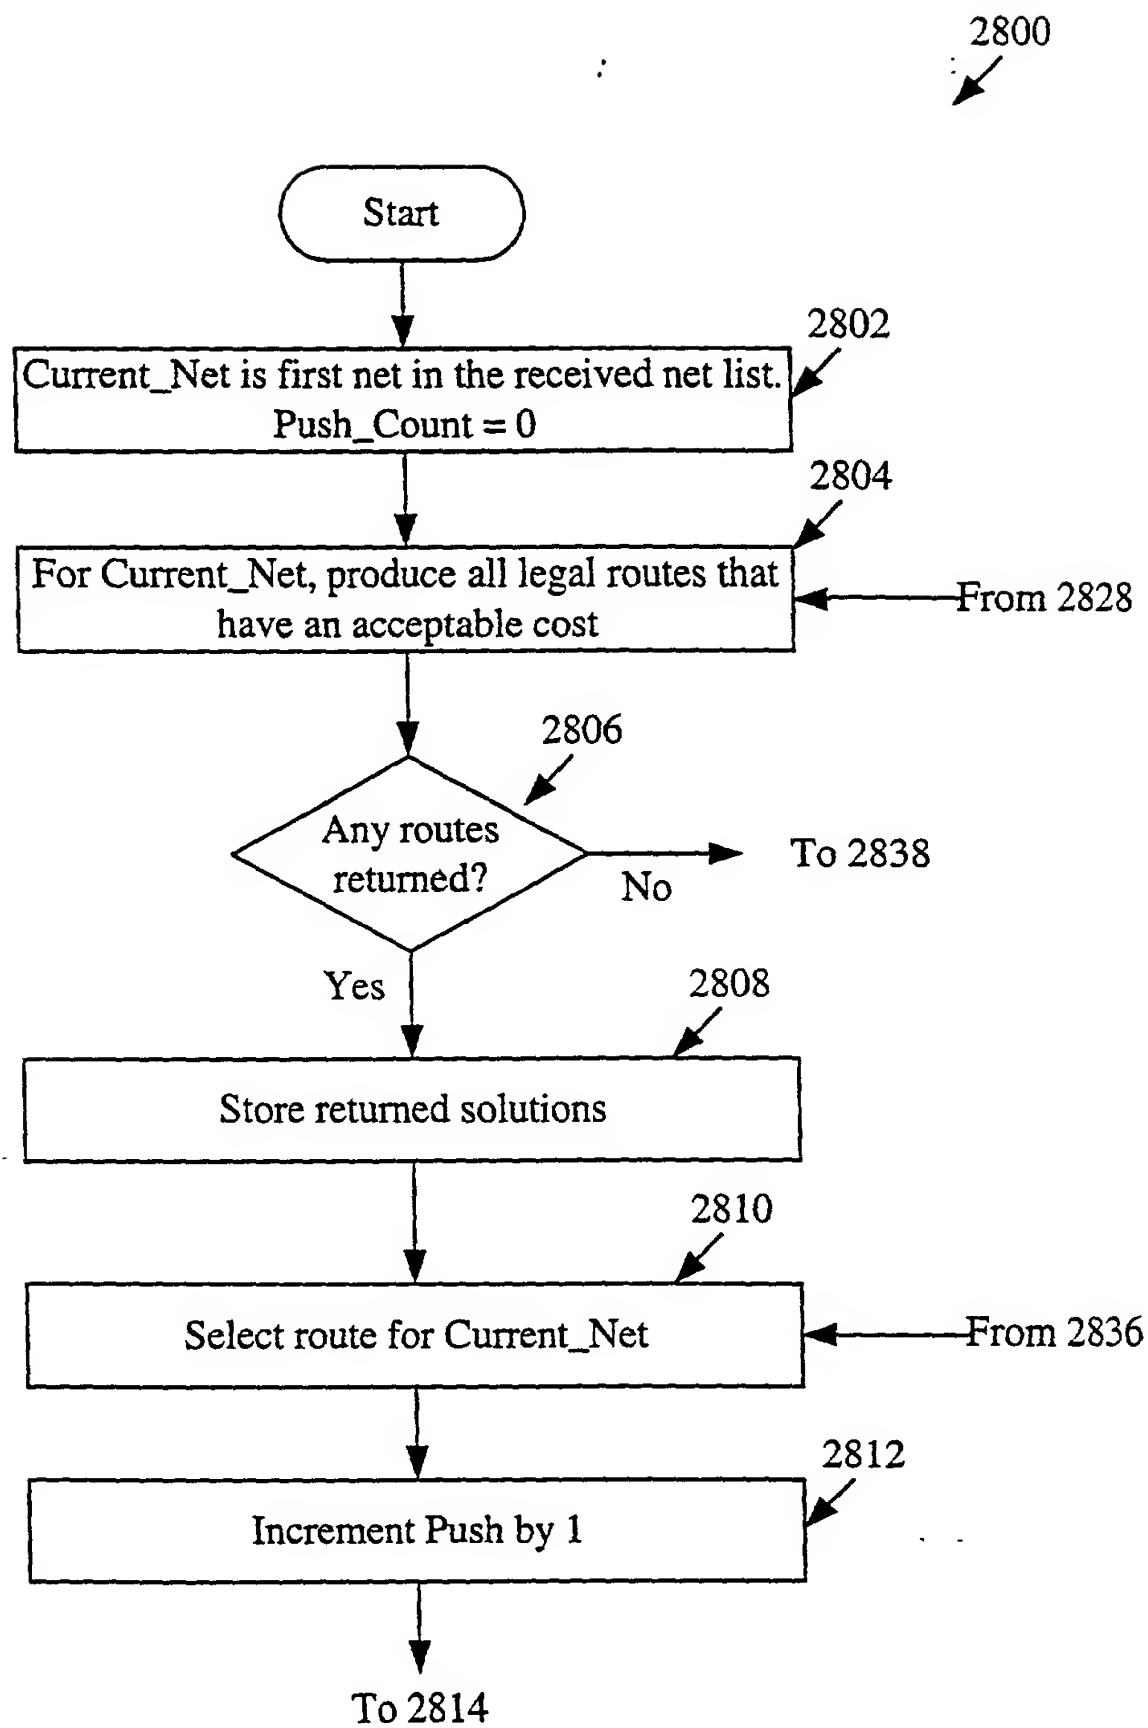 2800
Start
2802
Current_Net is first net in the received net list.
Push_Count = 0
2804
For Current_Net, produce all legal routes that
have an acceptable cost
From 2828
2806
Any routes
returned?
No
To 2838
Yes
2808
Store returned solutions
2810
Select route for Current_Net
From 2836
2812
Increment Push by 1
To 2814